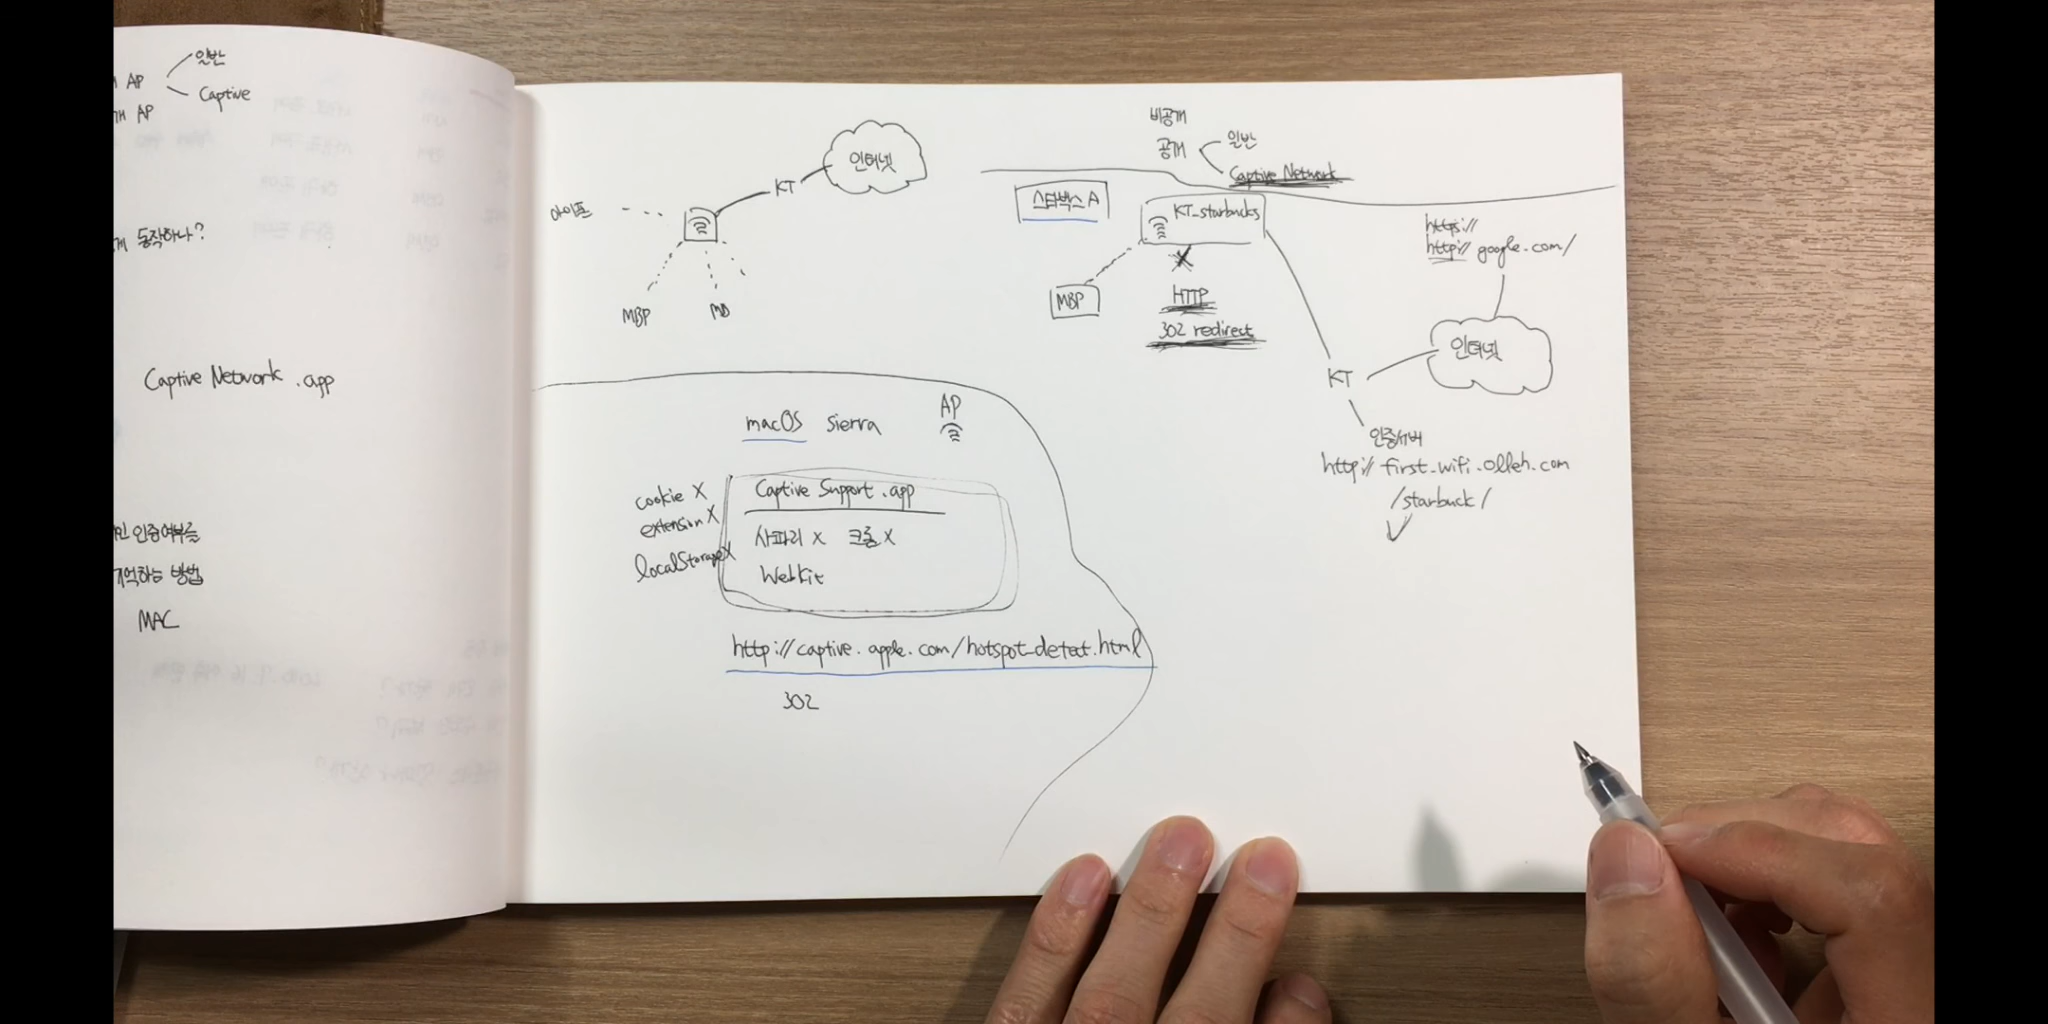 일반
AP
Captive
개 AP
게 동작하나?
Captive Network .app
인 인증여부를
기억하는 방법
MAC
인터넷
KT
아이폰
MBP
비공개
공개
일반
Captive Network
스타벅스 A
KT_starbucks
MBP
HTTP
302 redirect
https://
http:// google.com/
인터넷
KT
인증서버
http:// first_wifi.olleh.com
/starbuck/
macOS sierra
AP
cookie X
extension X
localStorage X
Captive Support .app
사파리 X 크롬 X
Webkit
http://captive.apple.com/hotspot_detect.html
302